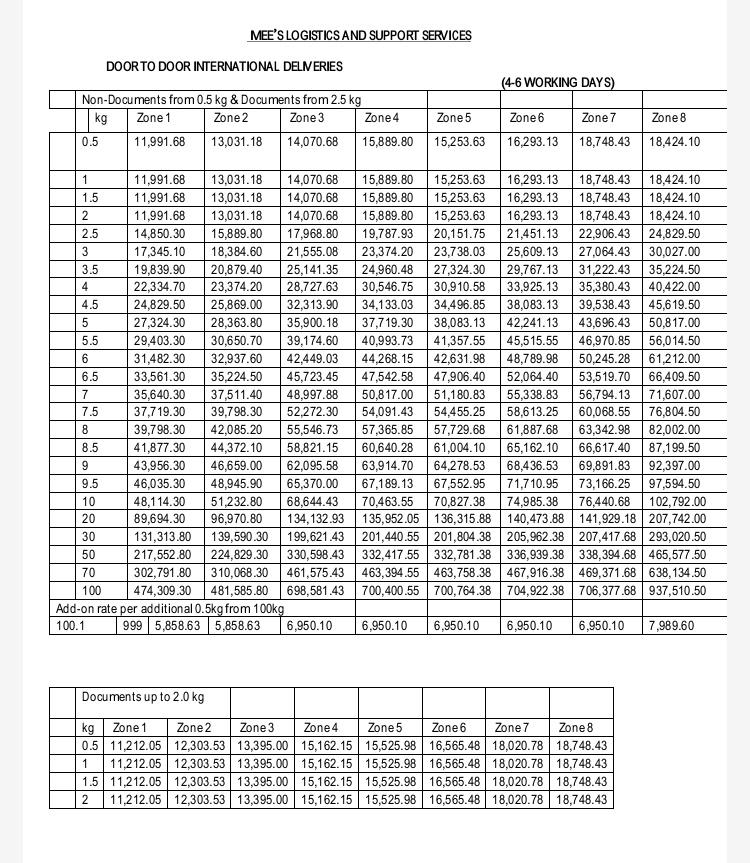 MEE'S LOGISTICS AND SUPPORT SERVICES
DOOR TO DOOR INTERNATIONAL DELIVERIES
(4-6 WORKING DAYS)
Non-Documents from 0.5 kg & Documents from 2.5 kg
kg Zone 1 Zone 2 Zone 3 Zone 4 Zone 5 Zone 6 Zone 7 Zone 8
0.5 11,991.68 13,031.18 14,070.68 15,889.80 15,253.63 16,293.13 18,748.43 18,424.10
1 11,991.68 13,031.18 14,070.68 15,889.80 15,253.63 16,293.13 18,748.43 18,424.10
1.5 11,991.68 13,031.18 14,070.68 15,889.80 15,253.63 16,293.13 18,748.43 18,424.10
2 11,991.68 13,031.18 14,070.68 15,889.80 15,253.63 16,293.13 18,748.43 18,424.10
2.5 14,850.30 15,889.80 17,968.80 19,787.93 20,151.75 21,451.13 22,906.43 24,829.50
3 17,345.10 18,384.60 21,555.08 23,374.20 23,738.03 25,609.13 27,064.43 30,027.00
3.5 19,839.90 20,879.40 25,141.35 24,960.48 27,324.30 29,767.13 31,222.43 35,224.50
4 22,334.70 23,374.20 28,727.63 30,546.75 30,910.58 33,925.13 35,380.43 40,422.00
4.5 24,829.50 25,869.00 32,313.90 34,133.03 34,496.85 38,083.13 39,538.43 45,619.50
5 27,324.30 28,363.80 35,900.18 37,719.30 38,083.13 42,241.13 43,696.43 50,817.00
5.5 29,403.30 30,650.70 39,174.60 40,993.73 41,357.55 45,515.55 46,970.85 56,014.50
6 31,482.30 32,937.60 42,449.03 44,268.15 42,631.98 48,789.98 50,245.28 61,212.00
6.5 33,561.30 35,224.50 45,723.45 47,542.58 47,906.40 52,064.40 53,519.70 66,409.50
7 35,640.30 37,511.40 48,997.88 50,817.00 51,180.83 55,338.83 56,794.13 71,607.00
7.5 37,719.30 39,798.30 52,272.30 54,091.43 54,455.25 58,613.25 60,068.55 76,804.50
8 39,798.30 42,085.20 55,546.73 57,365.85 57,729.68 61,887.68 63,342.98 82,002.00
8.5 41,877.30 44,372.10 58,821.15 60,640.28 61,004.10 65,162.10 66,617.40 87,199.50
9 43,956.30 46,659.00 62,095.58 63,914.70 64,278.53 68,436.53 69,891.83 92,397.00
9.5 46,035.30 48,945.90 65,370.00 67,189.13 67,552.95 71,710.95 73,166.25 97,594.50
10 48,114.30 51,232.80 68,644.43 70,463.55 70,827.38 74,985.38 76,440.68 102,792.00
20 89,694.30 96,970.80 134,132.93 135,952.05 136,315.88 140,473.88 141,929.18 207,742.00
30 131,313.80 139,590.30 199,621.43 201,440.55 201,804.38 205,962.38 207,417.68 293,020.50
50 217,552.80 224,829.30 330,598.43 332,417.55 332,781.38 336,939.38 338,394.68 465,577.50
70 302,791.80 310,068.30 461,575.43 463,394.55 463,758.38 467,916.38 469,371.68 638,134.50
100 474,309.30 481,585.80 698,581.43 700,400.55 700,764.38 704,922.38 706,377.68 937,510.50
Add-on rate per additional 0.5kg from 100kg
100.1 999 5,858.63 5,858.63 6,950.10 6,950.10 6,950.10 6,950.10 6,950.10 7,989.60
Documents up to 2.0 kg
kg Zone 1 Zone 2 Zone 3 Zone 4 Zone 5 Zone 6 Zone 7 Zone 8
0.5 11,212.05 12,303.53 13,395.00 15,162.15 15,525.98 16,565.48 18,020.78 18,748.43
1 11,212.05 12,303.53 13,395.00 15,162.15 15,525.98 16,565.48 18,020.78 18,748.43
1.5 11,212.05 12,303.53 13,395.00 15,162.15 15,525.98 16,565.48 18,020.78 18,748.43
2 11,212.05 12,303.53 13,395.00 15,162.15 15,525.98 16,565.48 18,020.78 18,748.43